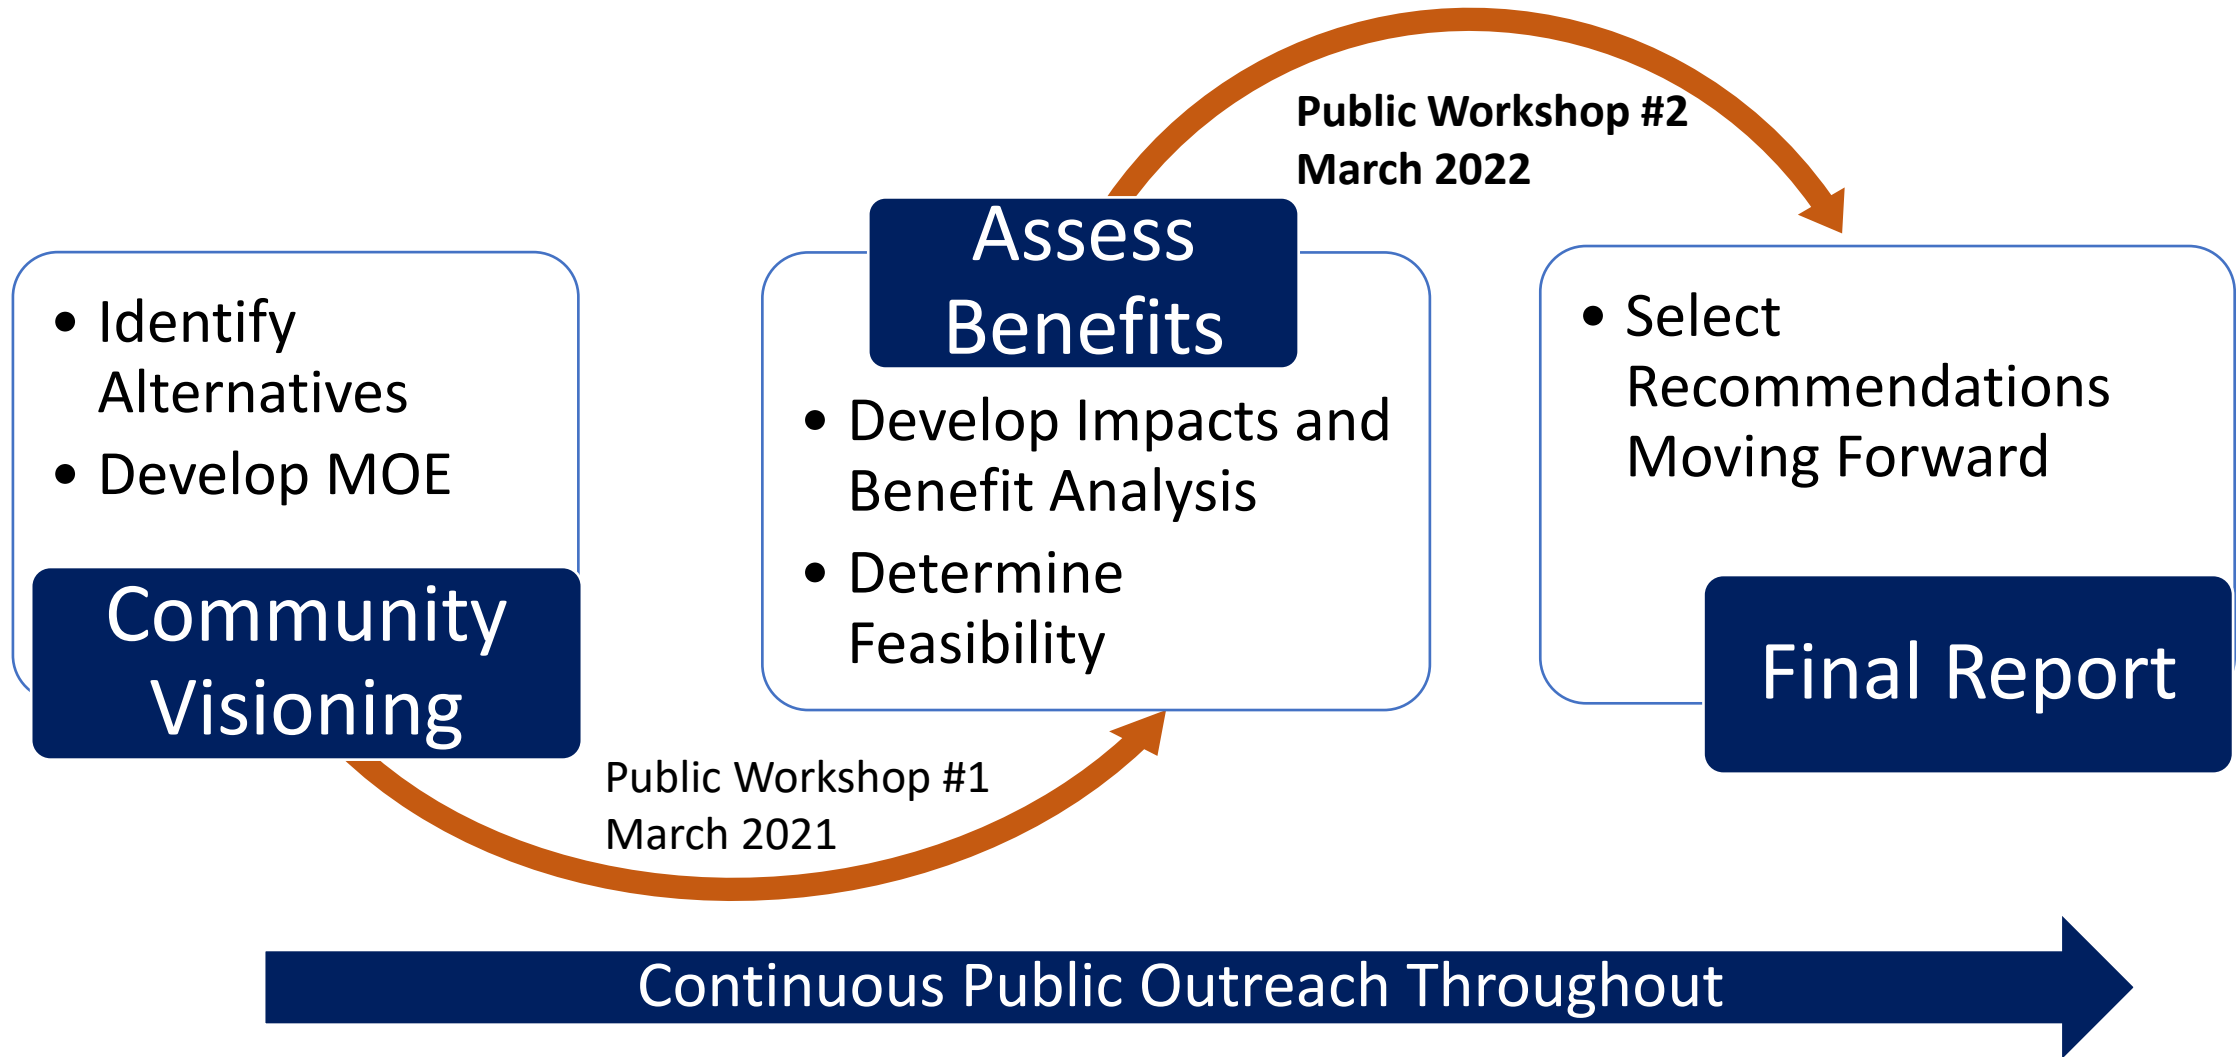 • Identify
Alternatives
• Develop MOE
Community
Visioning
Public Workshop #1
March 2021
Assess
Benefits
• Develop Impacts and
Benefit Analysis
• Determine
Feasibility
Public Workshop #2
March 2022
• Select
Recommendations
Moving Forward
Final Report
Continuous Public Outreach Throughout